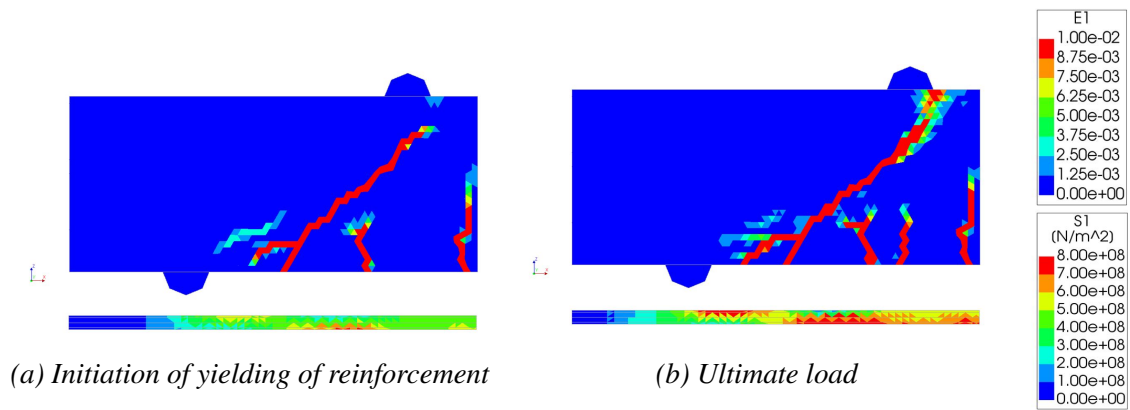 E1
1.00e-02
8.75e-03
7.50e-03
6.25e-03
5.00e-03
3.75e-03
2.50e-03
1.25e-03
0.00e+00
S1
(N/m^2)
8.00e+08
7.00e+08
6.00e+08
5.00e+08
4.00e+08
3.00e+08
2.00e+08
1.00e+08
0.00e+00
(a) Initiation of yielding of reinforcement
(b) Ultimate load